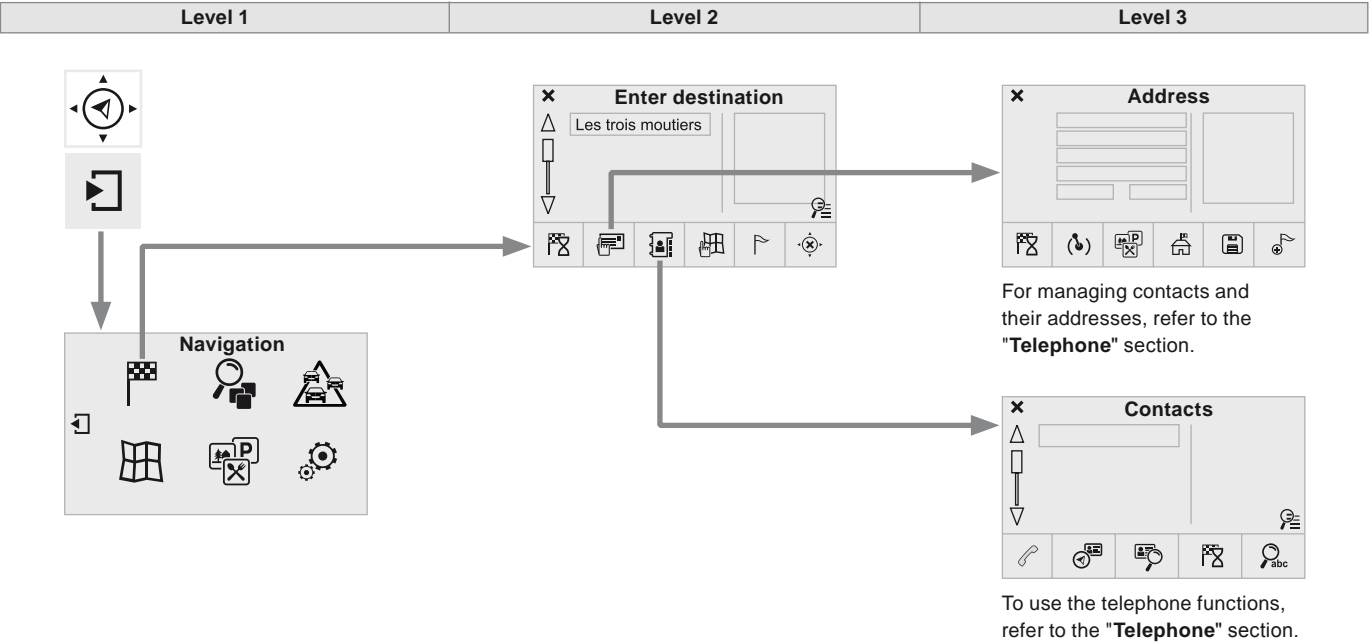 Level 1
Level 2
Level 3
Enter destination
Les trois moutiers
Address
P
For managing contacts and
their addresses, refer to the
"Telephone" section.
Navigation
P
Contacts
abc
To use the telephone functions,
refer to the "Telephone" section.